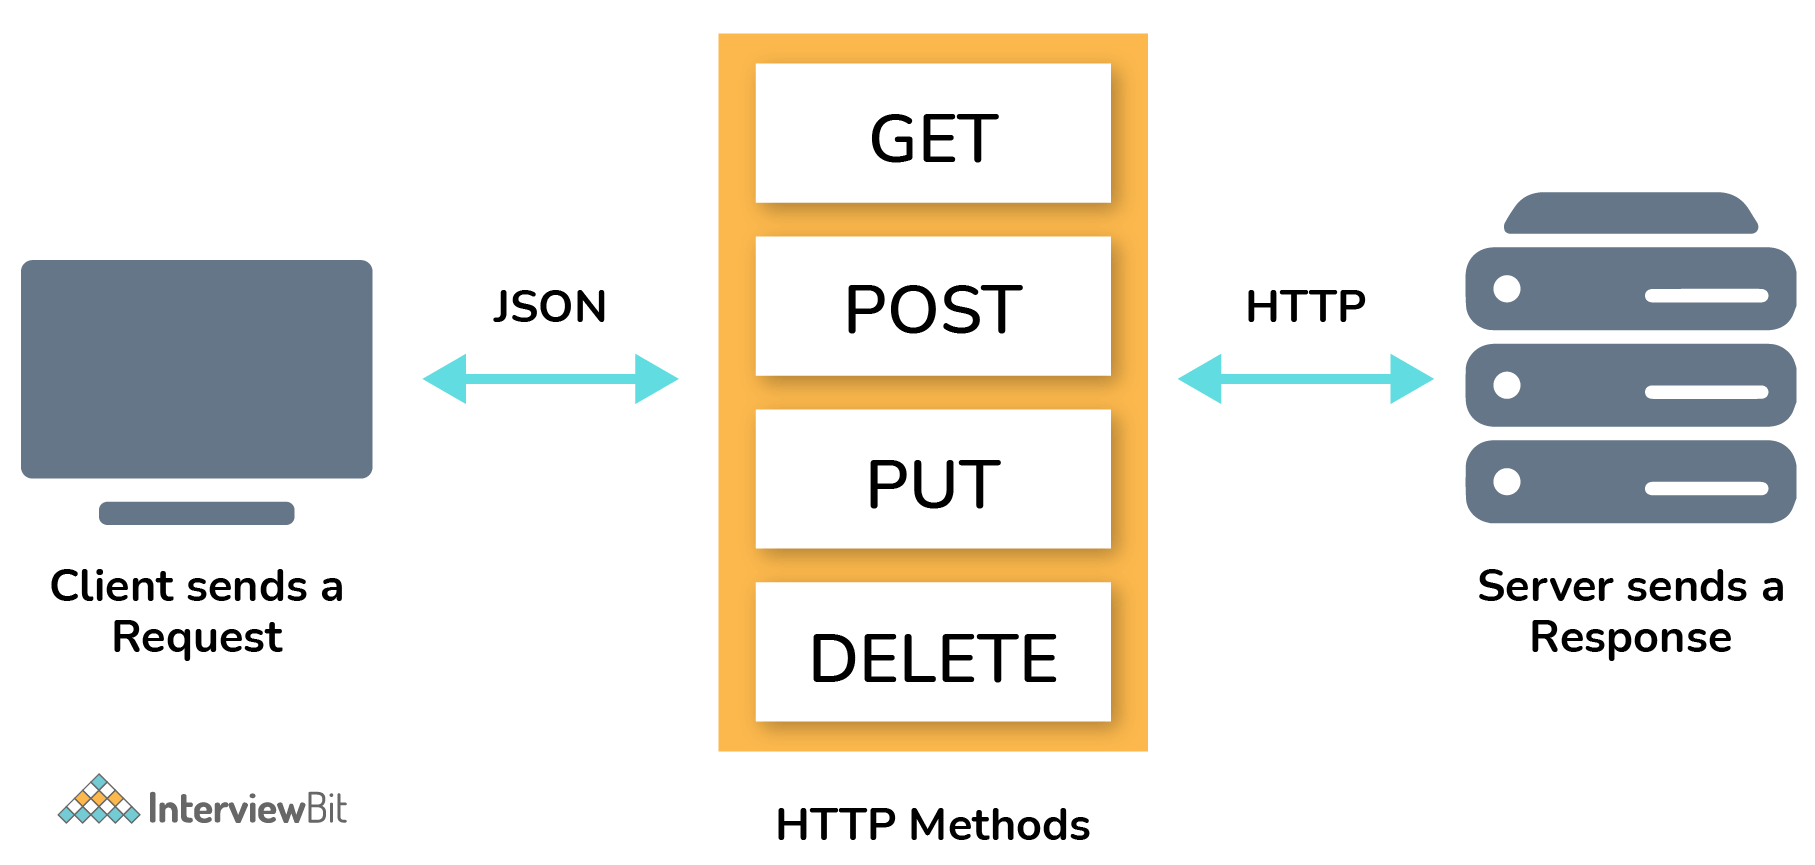 GET
POST
PUT
DELETE
JSON
HTTP
Client sends a
Request
Server sends a
Response
HTTP Methods
InterviewBit